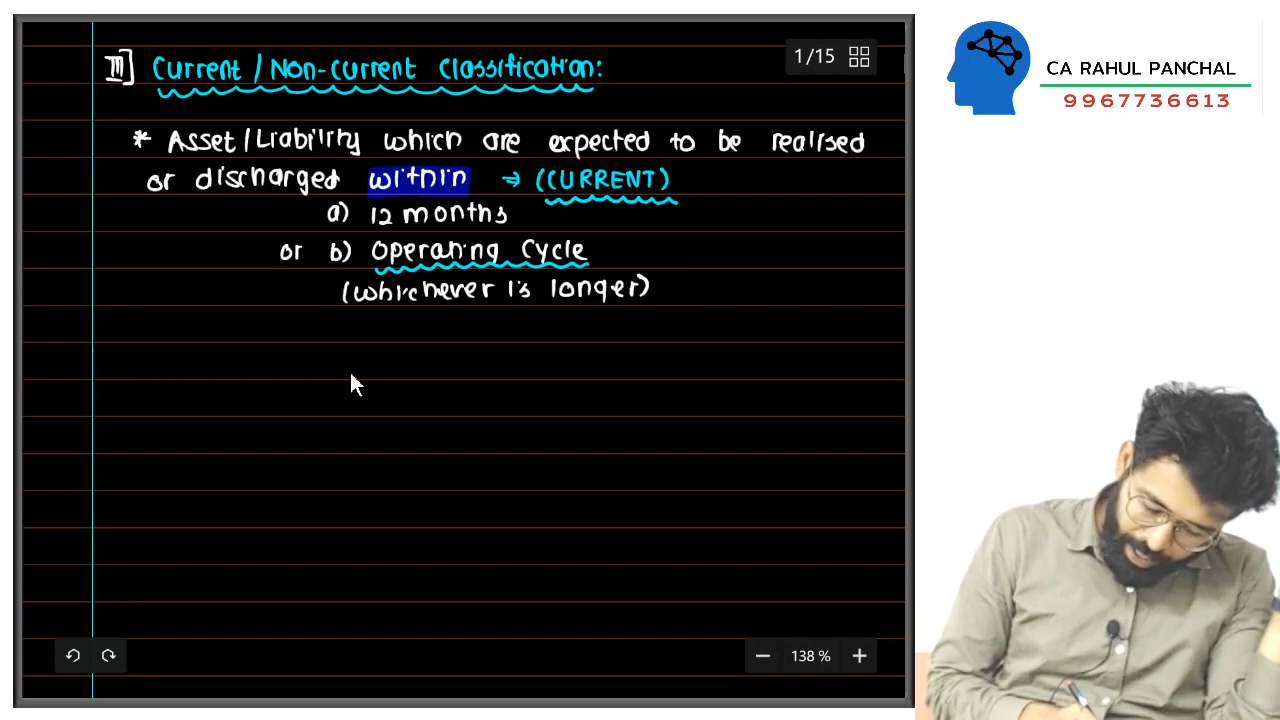 III] Current / Non-current Classification:
1/15
* Asset/Liability which are expected to be realised
or discharged within → (CURRENT)
a) 12 months
or b) Operating Cycle
(whichever is longer)
138 %
CA RAHUL PANCHAL
9967736613